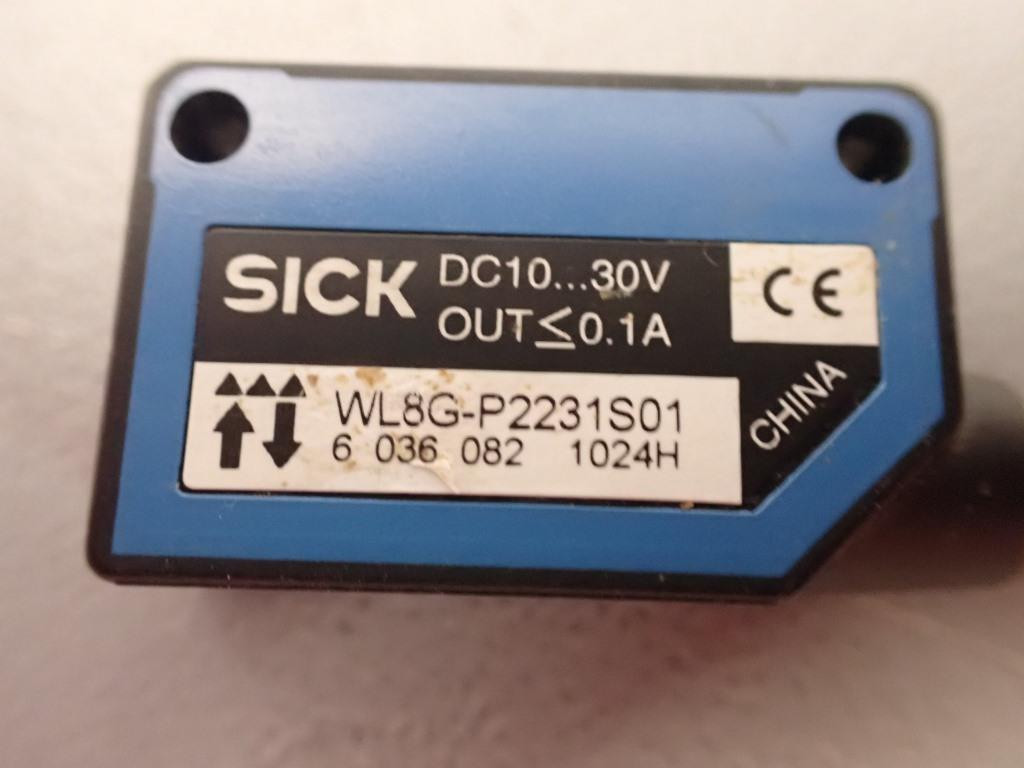 SICK
DC10...30V
OUT≤0.1A
CE
WL8G-P2231S01
6 036 082 1024H
CHINA